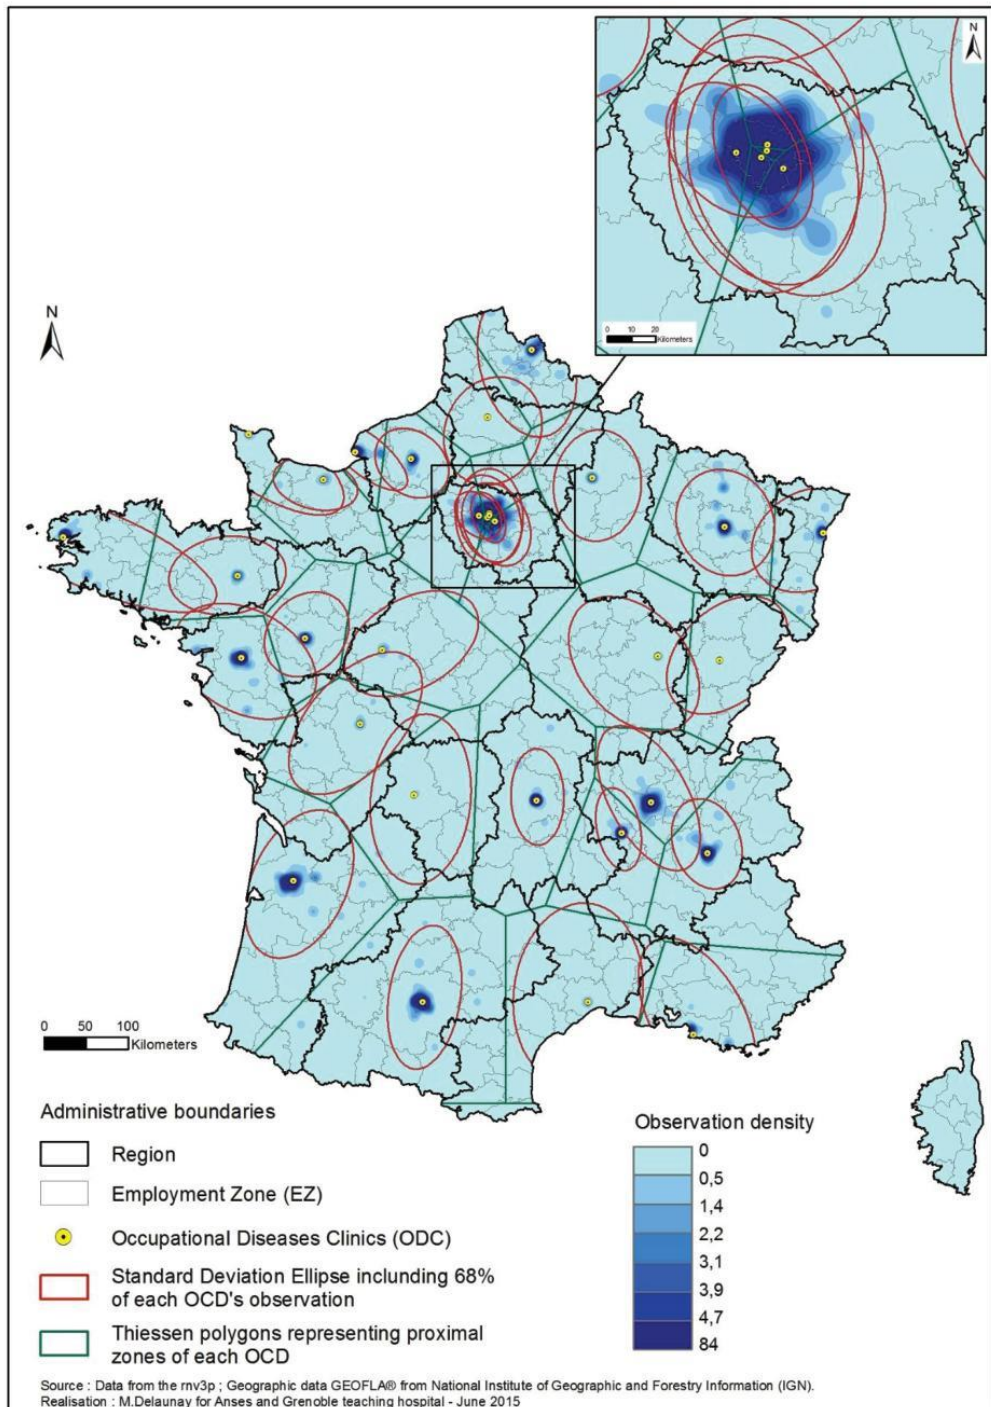 N
0 10 20
Kilometers
N
0 50 100
Kilometers
Administrative boundaries
Region
Employment Zone (EZ)
Occupational Diseases Clinics (ODC)
Standard Deviation Ellipse inclunding 68%
of each OCD's observation
Thiessen polygons representing proximal
zones of each OCD
Observation density
0
0,5
1,4
2,2
3,1
3,9
4,7
84
Source : Data from the rnv3p ; Geographic data GEOFLA® from National Institute of Geographic and Forestry Information (IGN).
Realisation : M.Delaunay for Anses and Grenoble teaching hospital - June 2015